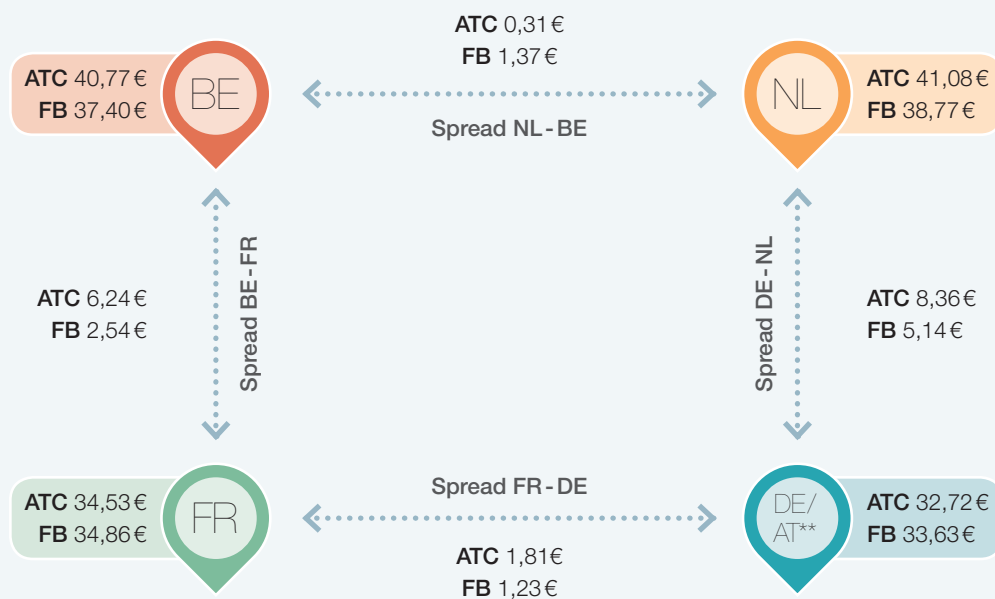 ATC 0,31 €
FB 1,37 €
ATC 40,77 €
FB 37,40 €
BE
Spread NL - BE
NL
ATC 41,08 €
FB 38,77 €
ATC 6,24 €
FB 2,54 €
Spread BE - FR
Spread DE - NL
ATC 8,36 €
FB 5,14 €
ATC 34,53 €
FB 34,86 €
FR
Spread FR - DE
ATC 1,81 €
FB 1,23 €
DE/
AT**
ATC 32,72 €
FB 33,63 €